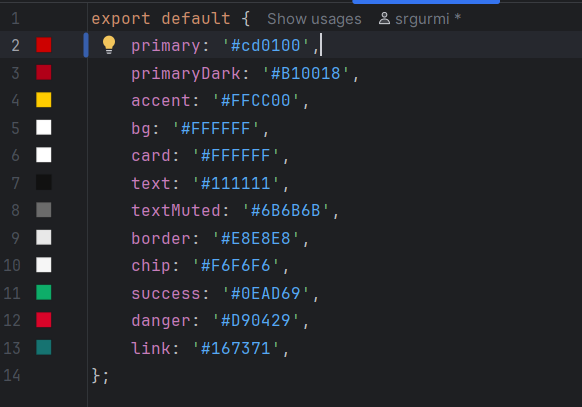 1 export default { Show usages srgurmi *
2 primary: '#cd0100',
3 primaryDark: '#B10018',
4 accent: '#FFCC00',
5 bg: '#FFFFFF',
6 card: '#FFFFFF',
7 text: '#111111',
8 textMuted: '#6B6B6B',
9 border: '#E8E8E8',
10 chip: '#F6F6F6',
11 success: '#0EAD69',
12 danger: '#D90429',
13 link: '#167371',
14 };